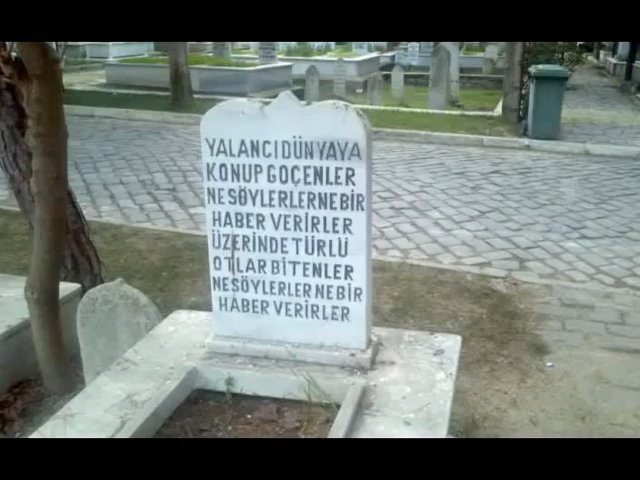 YALANCI DÜNYAYA
KONUP GÖÇENLER
NE SÖYLERLER NE BİR
HABER VERİRLER
ÜZERİNDE TÜRLÜ
OTLAR BİTENLER
NE SÖYLERLER NE BİR
HABER VERİRLER